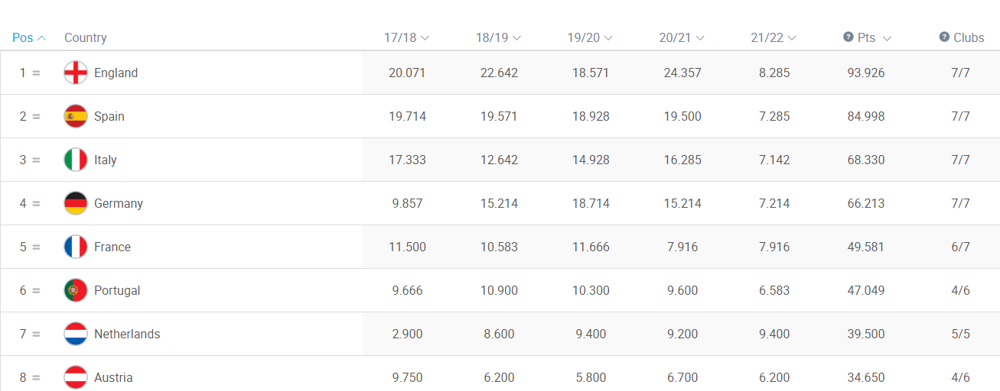 Pos Country 17/18 18/19 19/20 20/21 21/22 ? Pts ? Clubs
1 = England 20.071 22.642 18.571 24.357 8.285 93.926 7/7
2 = Spain 19.714 19.571 18.928 19.500 7.285 84.998 7/7
3 = Italy 17.333 12.642 14.928 16.285 7.142 68.330 7/7
4 = Germany 9.857 15.214 18.714 15.214 7.214 66.213 7/7
5 = France 11.500 10.583 11.666 7.916 7.916 49.581 6/7
6 = Portugal 9.666 10.900 10.300 9.600 6.583 47.049 4/6
7 = Netherlands 2.900 8.600 9.400 9.200 9.400 39.500 5/5
8 = Austria 9.750 6.200 5.800 6.700 6.200 34.650 4/6